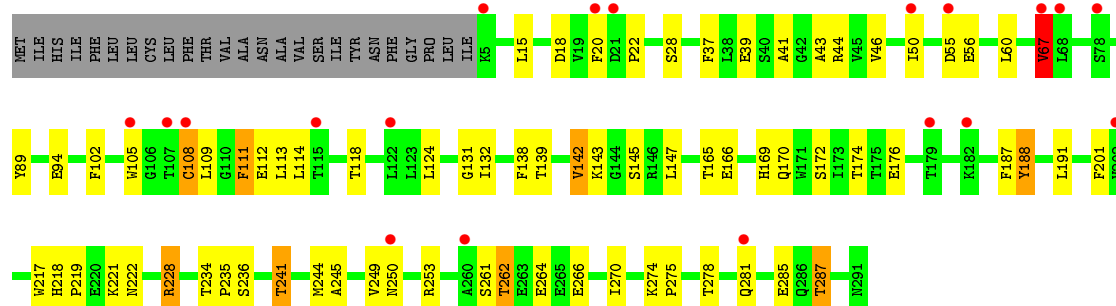 MET ILE HIS ILE PHE LEU LEU CYS LEU PHE THR VAL ALA ASN ALA VAL SER ILE TYR ASN PHE GLY PRO LEU ILE K5 L15 D18 V19 F20 D21 P22 S28 F37 L38 E39 S40 A41 G42 A43 R44 V45 V46 I50 D55 E56 L60 V67 L68 S78
Y89 E94 F102 W105 G106 T107 C108 L109 G110 F111 E112 L113 L114 T115 T118 L122 L123 L124 G131 I132 F138 T139 V142 K143 G144 S145 R146 L147 T165 E166 H169 Q170 W171 S172 I173 T174 T175 E176 T179 K182 F187 Y188 L191 F201
W217 H218 P219 E220 K221 N222 R228 T234 P235 S236 T241 M244 A245 V249 N250 R253 A260 S261 T262 E263 E264 E265 E266 I270 K274 P275 T278 Q281 E285 Q286 T287 N291